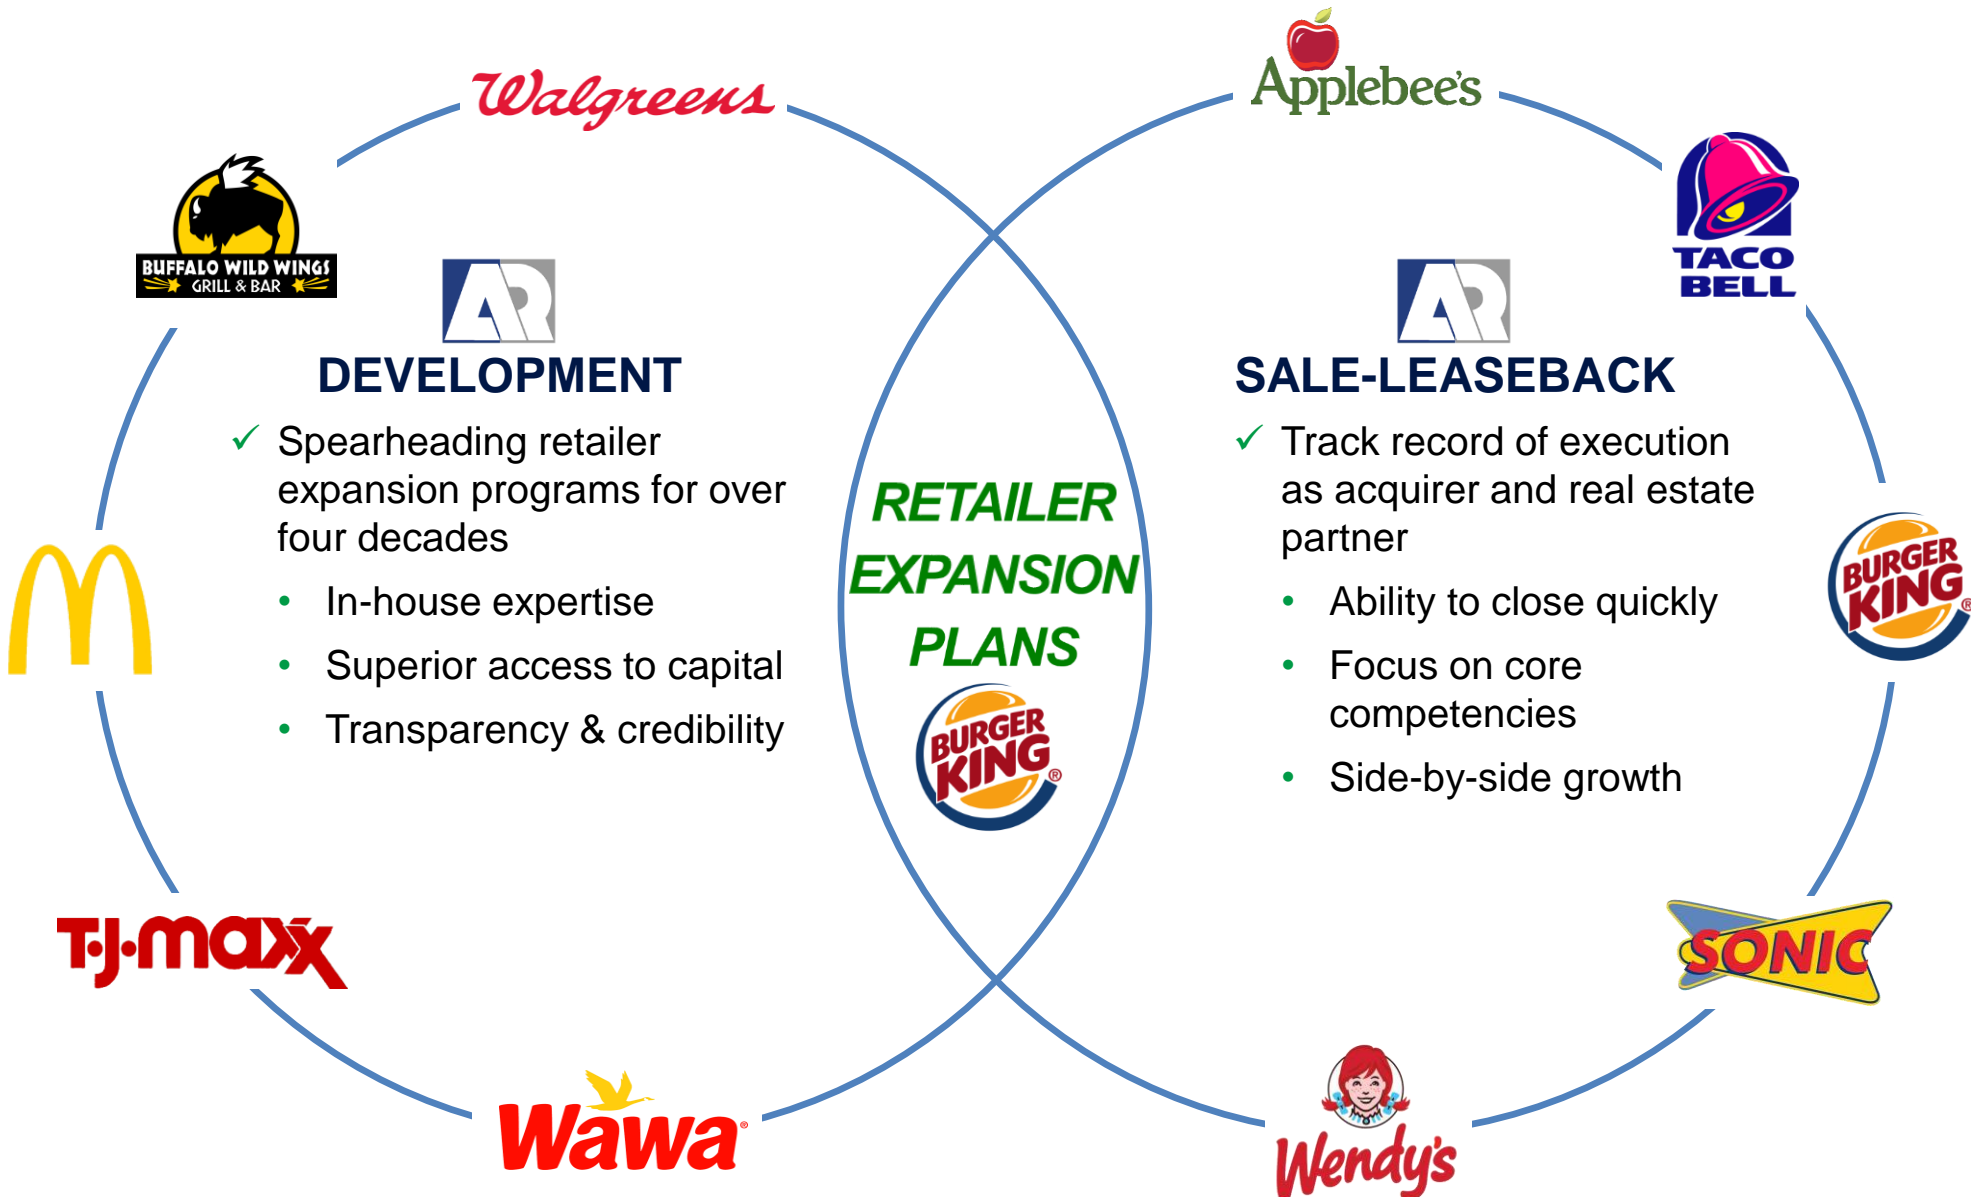 Walgreens
Applebee's
BUFFALO WILD WINGS
GRILL & BAR
TACO
BELL
AR
DEVELOPMENT
✓ Spearheading retailer
expansion programs for over
four decades
• In-house expertise
• Superior access to capital
• Transparency & credibility
RETAILER
EXPANSION
PLANS
BURGER
KING®
AR
SALE-LEASEBACK
✓ Track record of execution
as acquirer and real estate
partner
• Ability to close quickly
• Focus on core
competencies
• Side-by-side growth
BURGER
KING®
M
T•J•maxx
SONIC
Wawa®
Wendy's